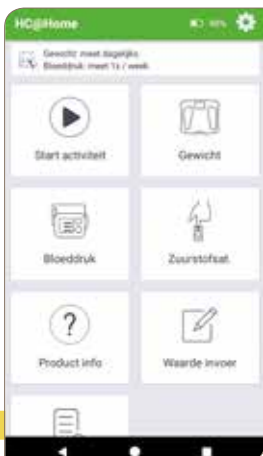 HC@Home
Gewicht: meet dagelijks
Bloeddruk: meet 1x / week
Start activiteit
Gewicht
Bloeddruk
Zuurstofsat.
?
Product info
Waarde invoer